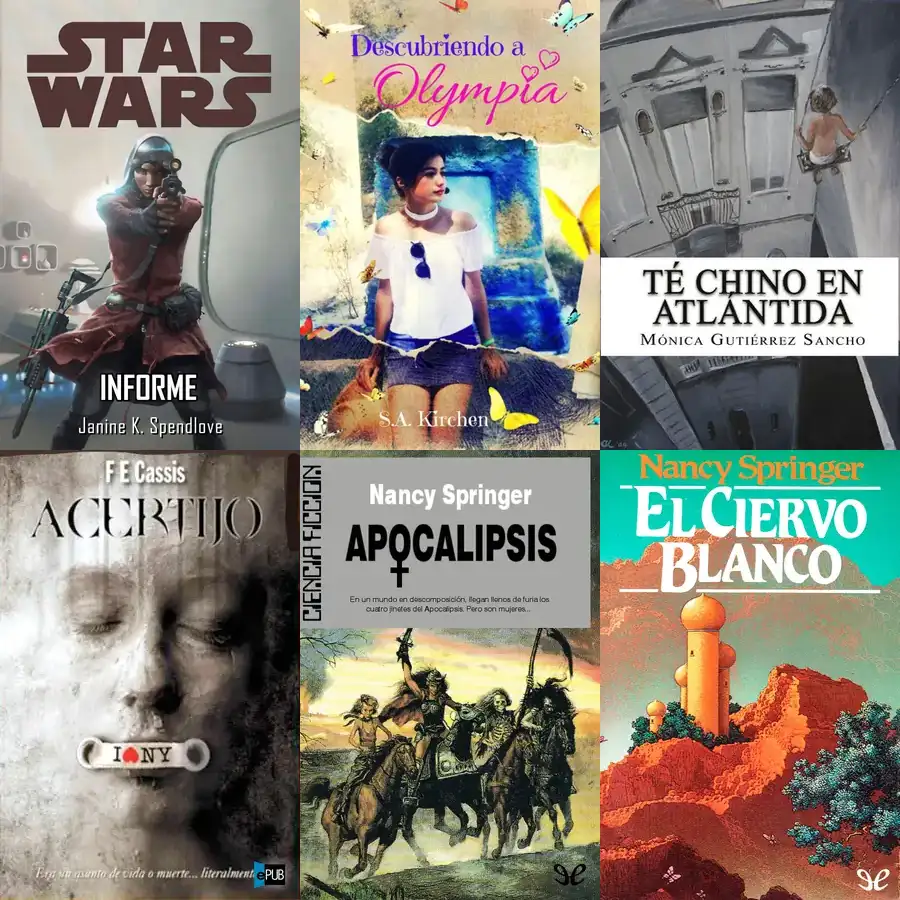 STAR
WARS
INFORME
Janine K. Spendlove
Descubriendo a
Olympia
S.A. Kirchen
TÉ CHINO EN
ATLÁNTIDA
Mónica Gutiérrez Sancho
F E Cassis
ACERTIJO
I ♥ NY
Era un asunto de vida o muerte... literalment
ePUB
CIENCIA FICCION
Nancy Springer
APOCALIPSIS
En un mundo en descomposición, llegan llenos de furia los
cuatro jinetes del Apocalipsis. Pero son mujeres...
Nancy Springer
EL CIERVO
BLANCO